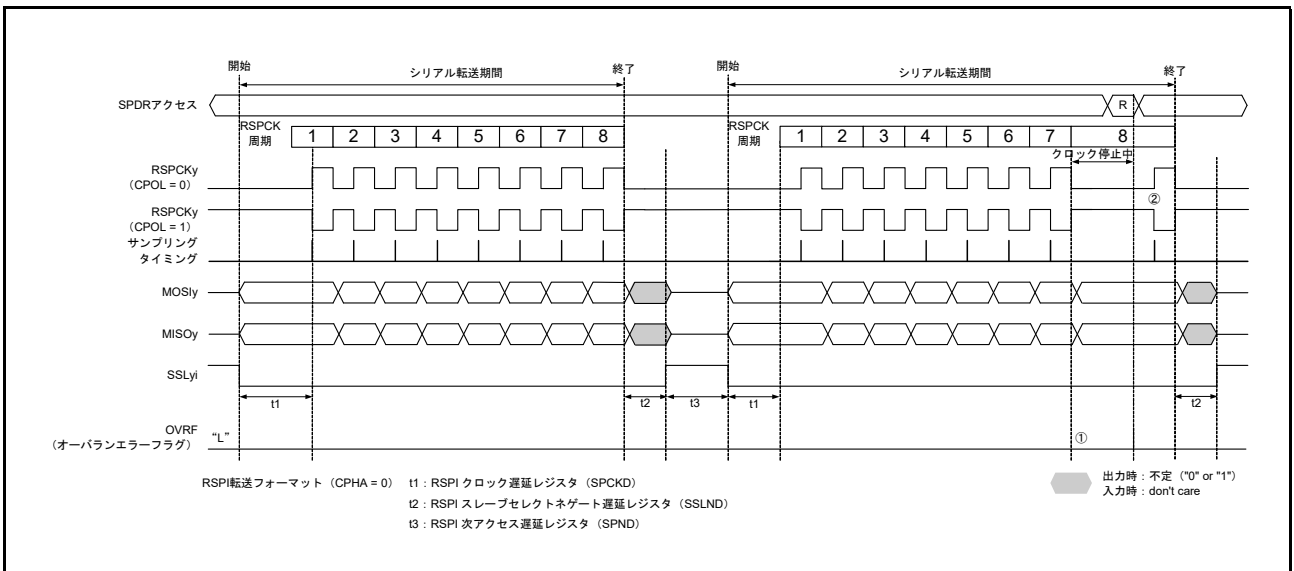 開始 シリアル転送期間 終了 開始 シリアル転送期間 終了
SPDRアクセス R
RSPCK
周期 1 2 3 4 5 6 7 8 RSPCK
周期 1 2 3 4 5 6 7 8
クロック停止中
RSPCKy
(CPOL = 0)
②
RSPCKy
(CPOL = 1)
サンプリング
タイミング
MOSIy
MISOy
SSLyi
t1 t2 t3 t1 t2
OVRF
(オーバランエラーフラグ) “L” ①
RSPI転送フォーマット（CPHA = 0） t1：RSPI クロック遅延レジスタ（SPCKD）
t2：RSPI スレーブセレクトネゲート遅延レジスタ（SSLND）
t3：RSPI 次アクセス遅延レジスタ（SPND）
出力時：不定（"0" or "1"）
入力時：don't care